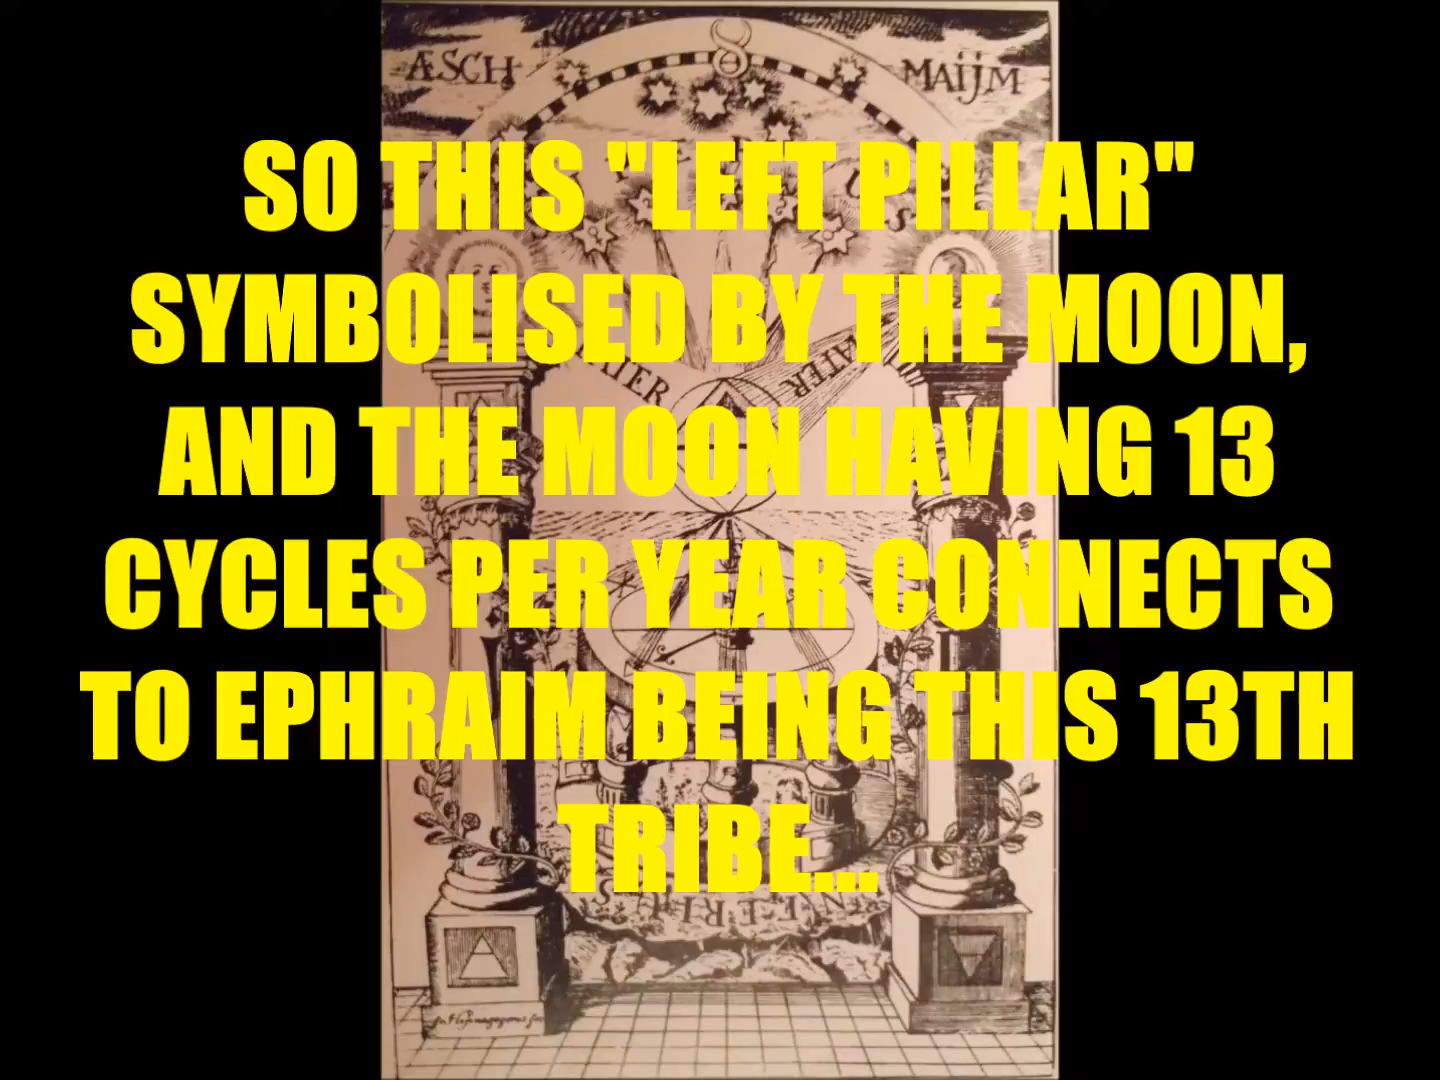 ÆSCH MAIJM
SO THIS "LEFT PILLAR"
SYMBOLISED BY THE MOON,
AND THE MOON HAVING 13
CYCLES PER YEAR CONNECTS
TO EPHRAIM BEING THIS 13TH
TRIBE...